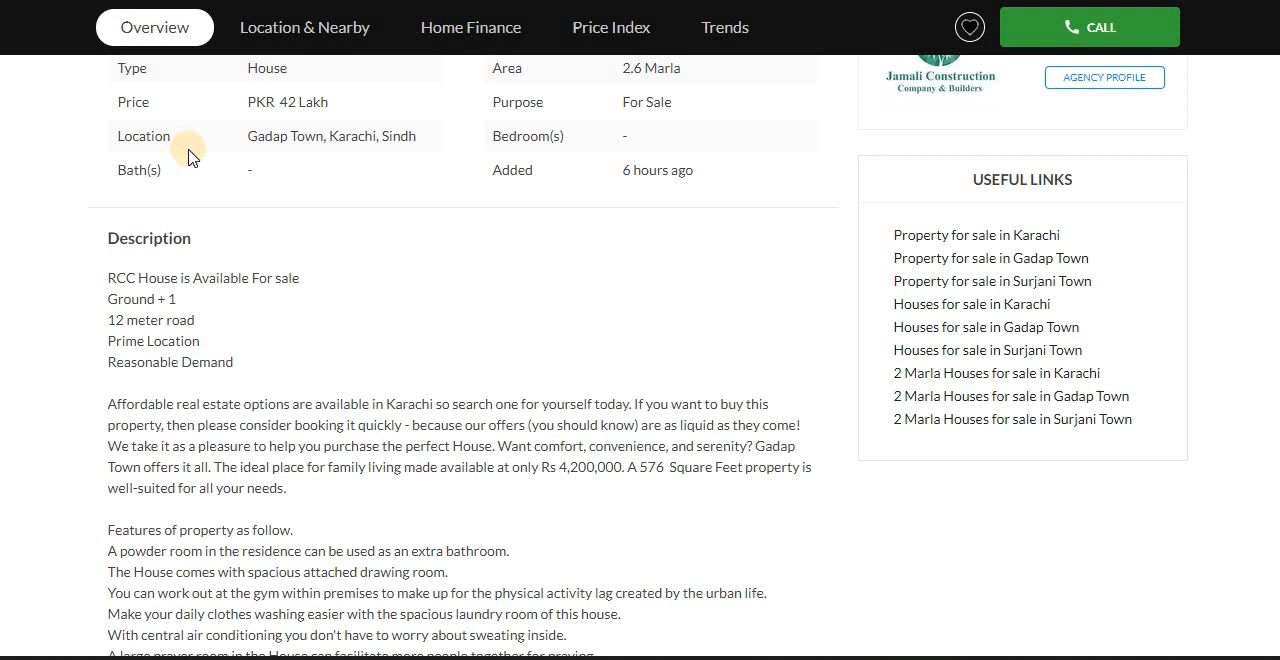 Overview
Location & Nearby
Home Finance
Price Index
Trends
CALL
Type House Area 2.6 Marla
Price PKR 42 Lakh Purpose For Sale
Location Gadap Town, Karachi, Sindh Bedroom(s) -
Bath(s) - Added 6 hours ago
Jamali Construction
Company & Builders
AGENCY PROFILE
Description
RCC House is Available For sale
Ground + 1
12 meter road
Prime Location
Reasonable Demand
Affordable real estate options are available in Karachi so search one for yourself today. If you want to buy this
property, then please consider booking it quickly - because our offers (you should know) are as liquid as they come!
We take it as a pleasure to help you purchase the perfect House. Want comfort, convenience, and serenity? Gadap
Town offers it all. The ideal place for family living made available at only Rs 4,200,000. A 576 Square Feet property is
well-suited for all your needs.
Features of property as follow.
A powder room in the residence can be used as an extra bathroom.
The House comes with spacious attached drawing room.
You can work out at the gym within premises to make up for the physical activity lag created by the urban life.
Make your daily clothes washing easier with the spacious laundry room of this house.
With central air conditioning you don't have to worry about sweating inside.
A large prayer room in the House can facilitate more people together for praying.
USEFUL LINKS
Property for sale in Karachi
Property for sale in Gadap Town
Property for sale in Surjani Town
Houses for sale in Karachi
Houses for sale in Gadap Town
Houses for sale in Surjani Town
2 Marla Houses for sale in Karachi
2 Marla Houses for sale in Gadap Town
2 Marla Houses for sale in Surjani Town